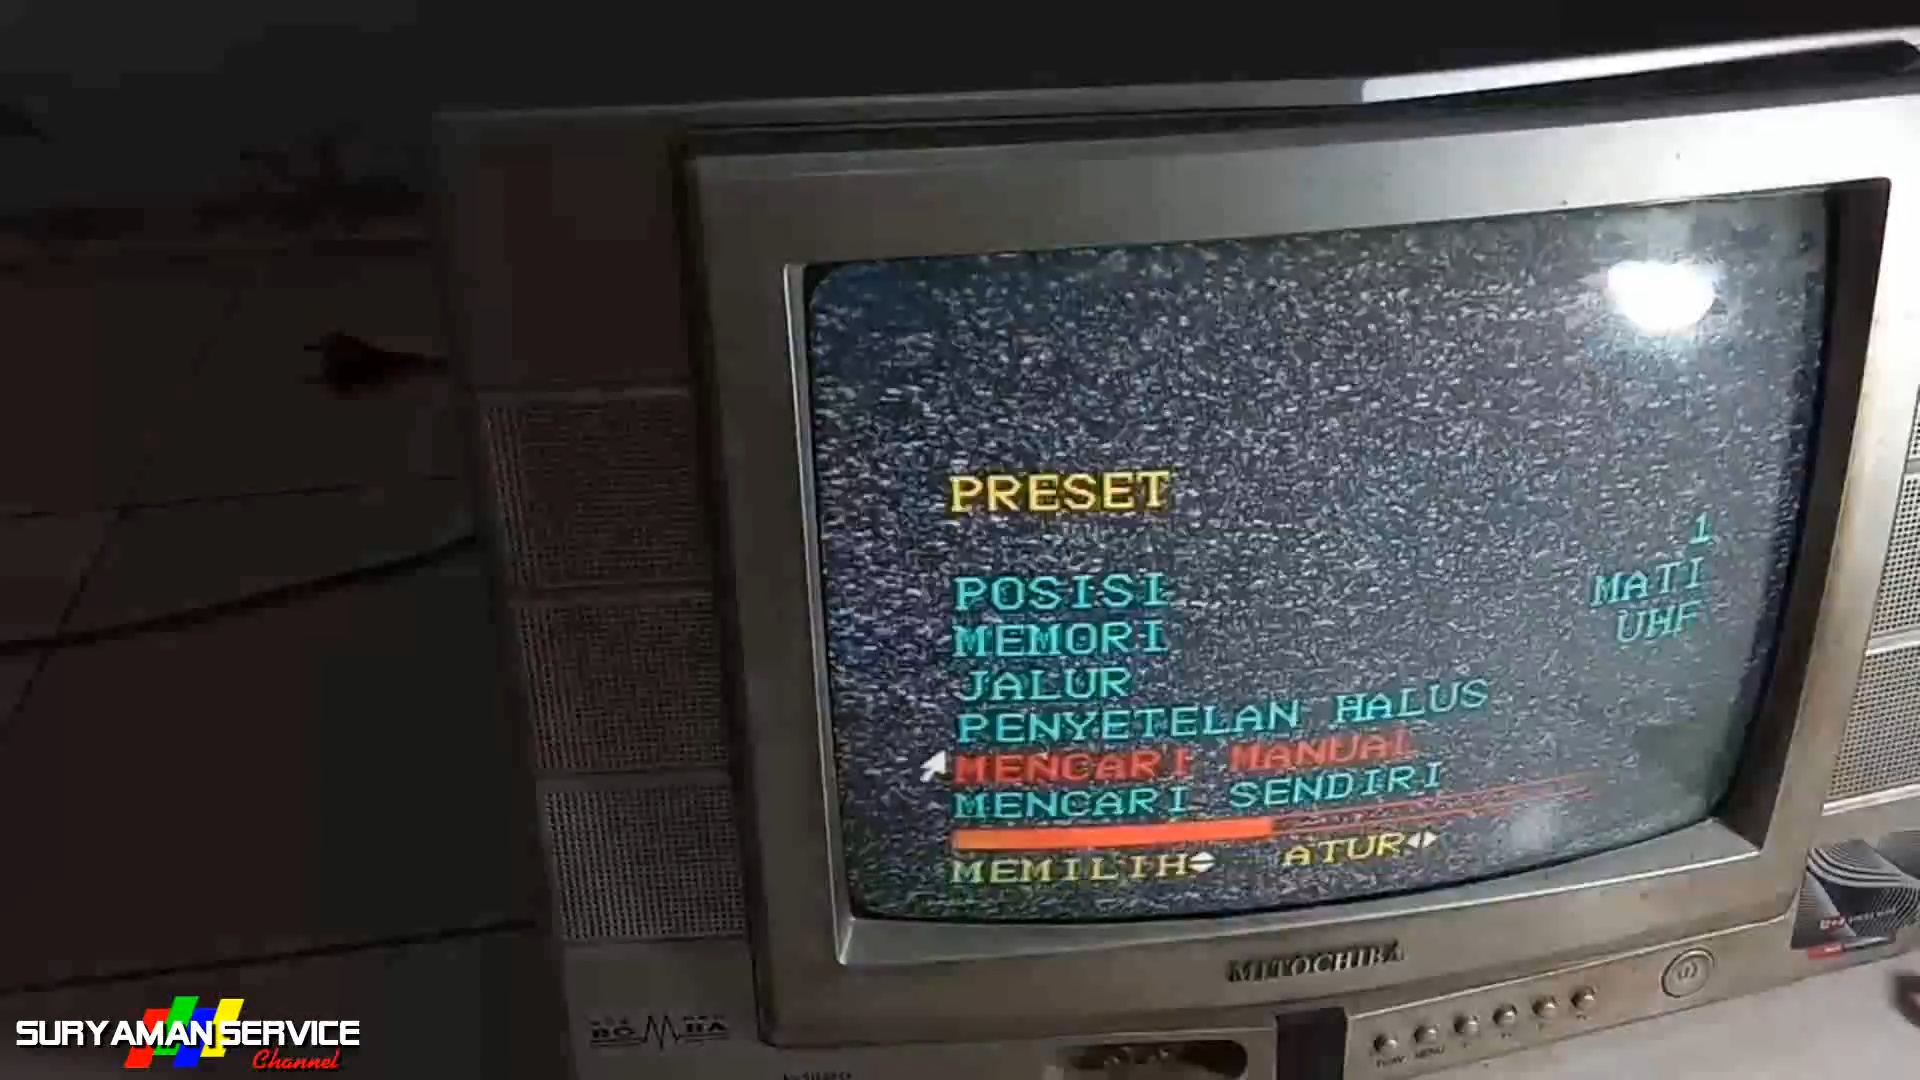 PRESET
POSISI 1
MEMORI MATI
JALUR UHF
PENYETELAN HALUS
MENCARI MANUAL
MENCARI SENDIRI
MEMILIH ATUR
MITOCHIBA
MENU
SURYAMAN SERVICE
Channel